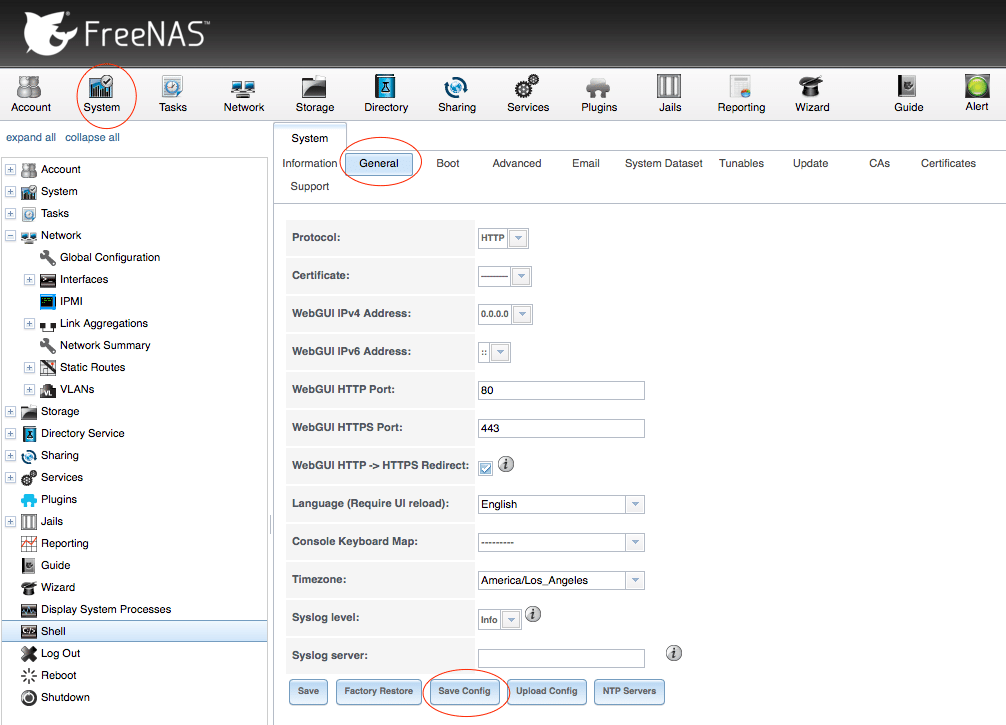 FreeNAS™
Account System Tasks Network Storage Directory Sharing Services Plugins Jails Reporting Wizard Guide Alert
expand all collapse all
Account
System
Tasks
Network
Global Configuration
Interfaces
IPMI
Link Aggregations
Network Summary
Static Routes
VLANs
Storage
Directory Service
Sharing
Services
Plugins
Jails
Reporting
Guide
Wizard
Display System Processes
Shell
Log Out
Reboot
Shutdown
System
Information General Boot Advanced Email System Dataset Tunables Update CAs Certificates
Support
Protocol: HTTP
Certificate: ---------
WebGUI IPv4 Address: 0.0.0.0
WebGUI IPv6 Address: ::
WebGUI HTTP Port: 80
WebGUI HTTPS Port: 443
WebGUI HTTP -> HTTPS Redirect:
Language (Require UI reload): English
Console Keyboard Map: ---------
Timezone: America/Los_Angeles
Syslog level: Info
Syslog server:
Save Factory Restore Save Config Upload Config NTP Servers